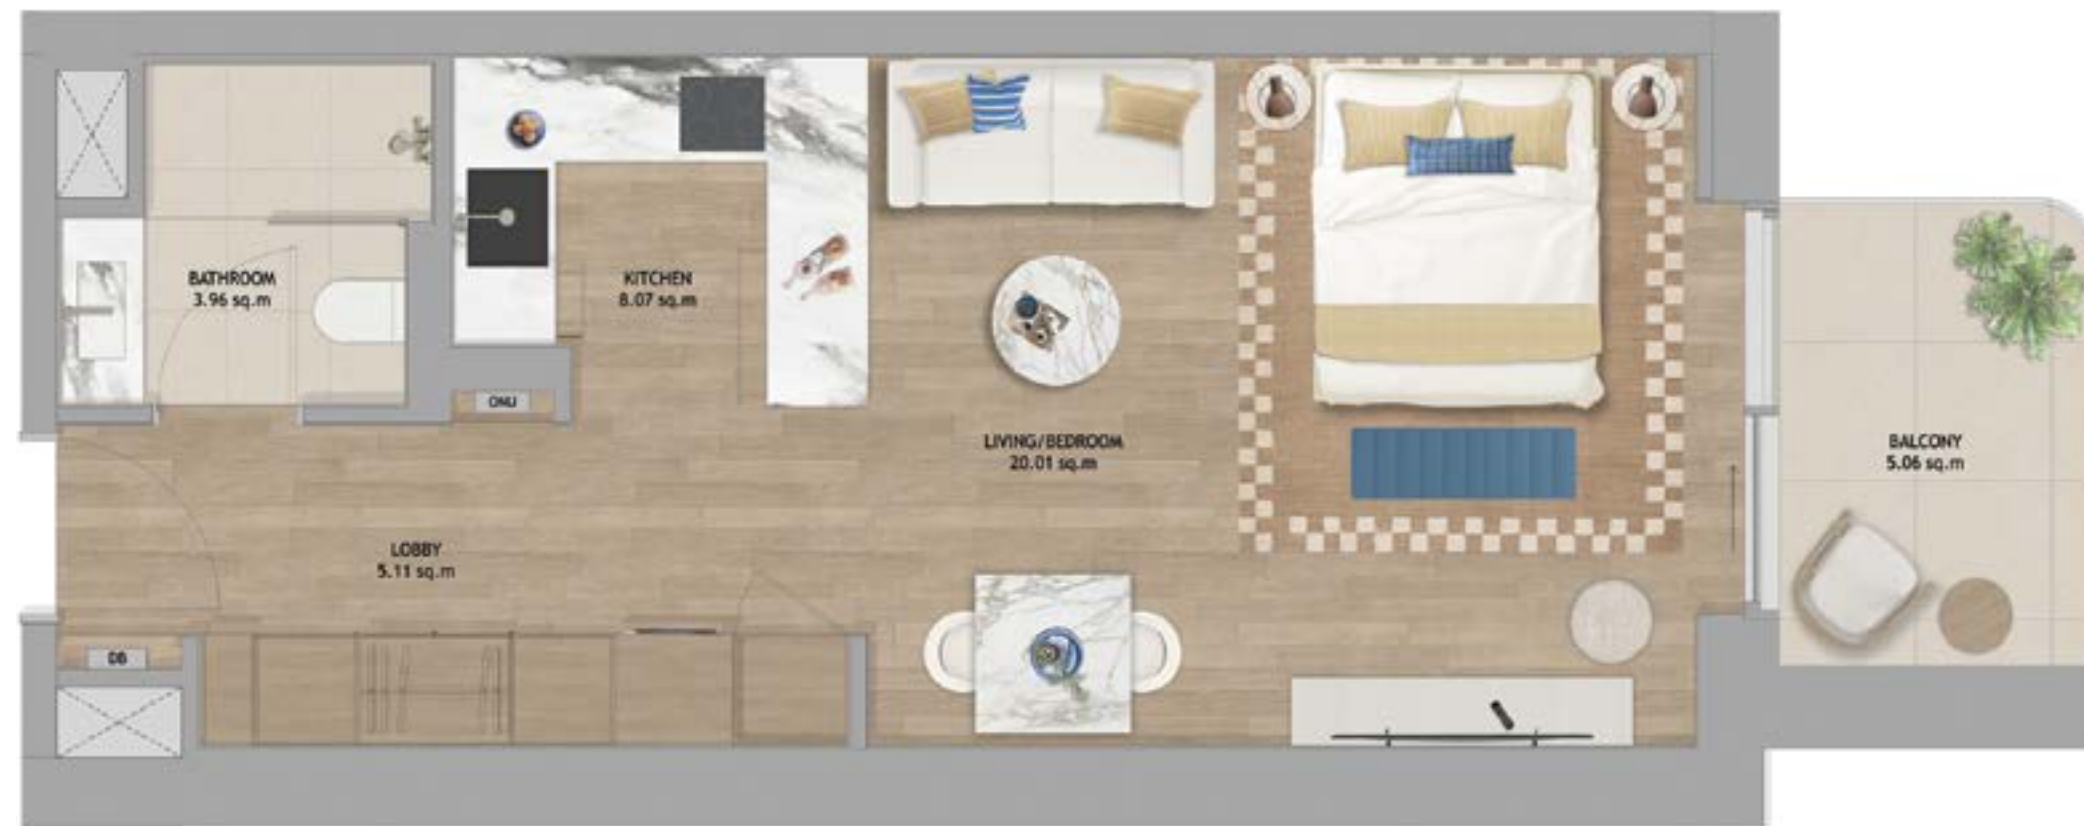 BATHROOM
3.96 sq.m
KITCHEN
8.07 sq.m
ONU
LIVING/BEDROOM
20.01 sq.m
BALCONY
5.06 sq.m
LOBBY
5.11 sq.m
DB